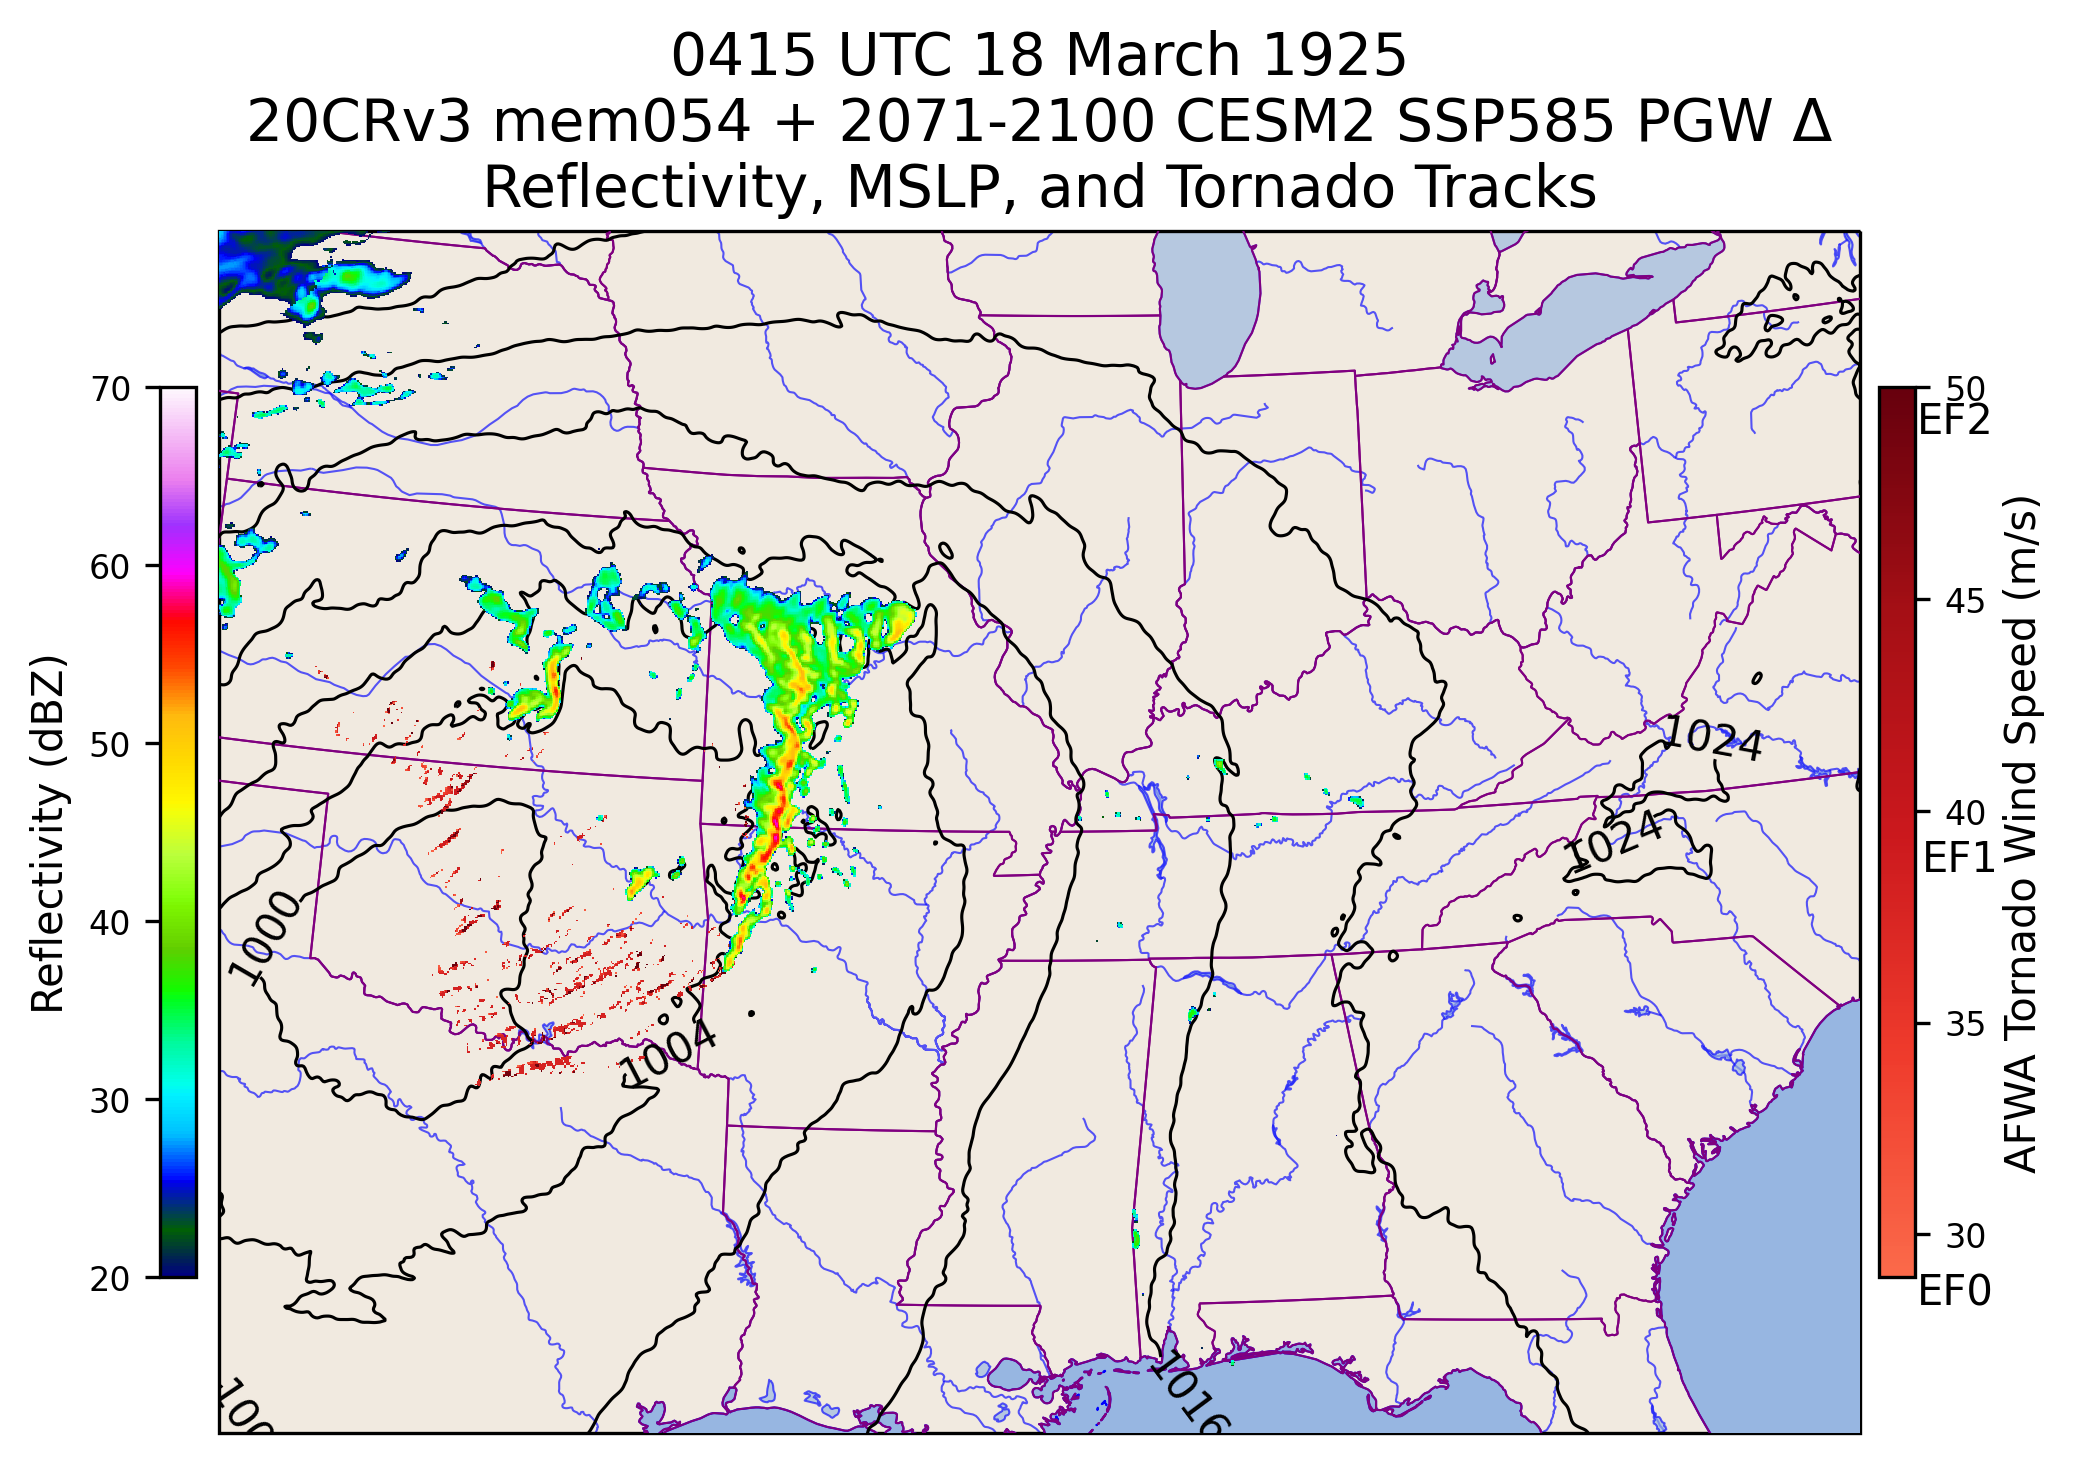 0415 UTC 18 March 1925
20CRv3 mem054 + 2071-2100 CESM2 SSP585 PGW Δ
Reflectivity, MSLP, and Tornado Tracks
70
60
50
40
30
20
Reflectivity (dBZ)
1024
1024
1000
1004
1016
100
50
EF2
45
40
EF1
35
30
EF0
AFWA Tornado Wind Speed (m/s)